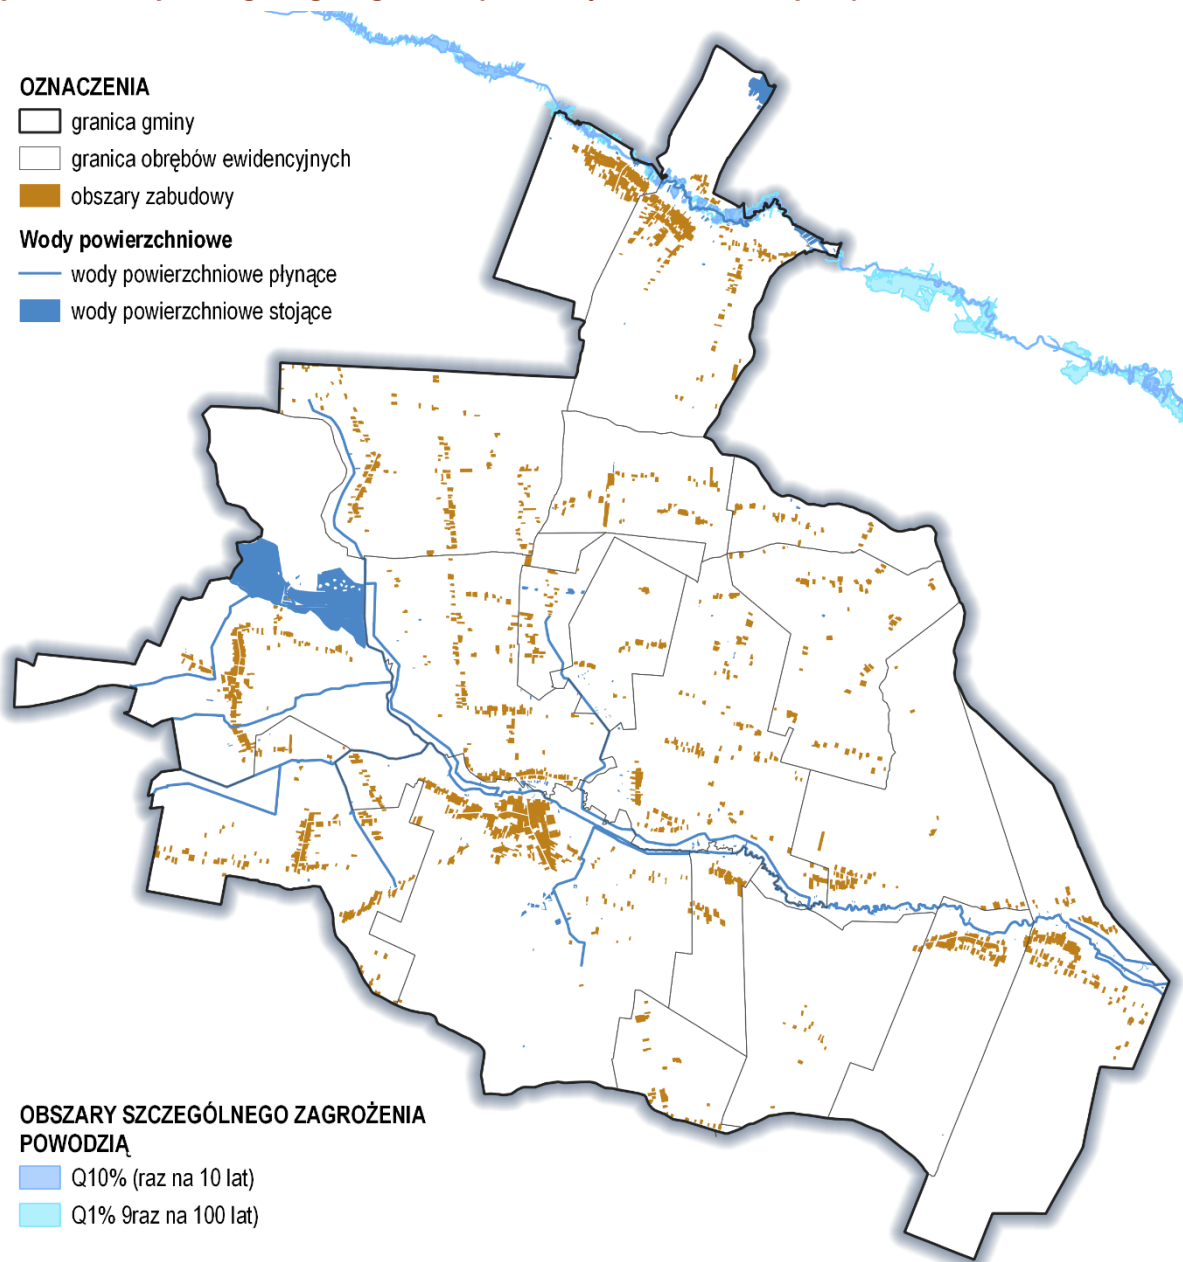 OZNACZENIA
granica gminy
granica obrębów ewidencyjnych
obszary zabudowy
Wody powierzchniowe
wody powierzchniowe płynące
wody powierzchniowe stojące
OBSZARY SZCZEGÓLNEGO ZAGROŻENIA
POWODZIĄ
Q10% (raz na 10 lat)
Q1% 9raz na 100 lat)